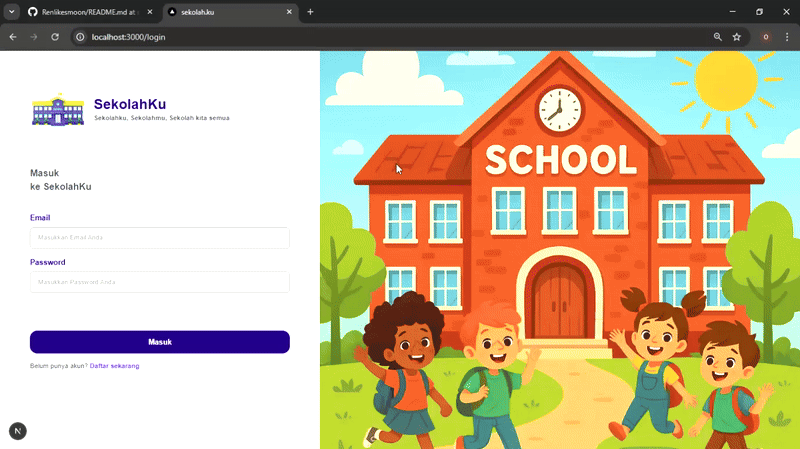 Renlikesmoon/README.md at
sekolah.ku
localhost:3000/login
SekolahKu
Sekolahku, Sekolahmu, Sekolah kita semua
Masuk
ke SekolahKu
Email
Masukkan Email Anda
Password
Masukkan Password Anda
Masuk
Belum punya akun? Daftar sekarang
N
SCHOOL